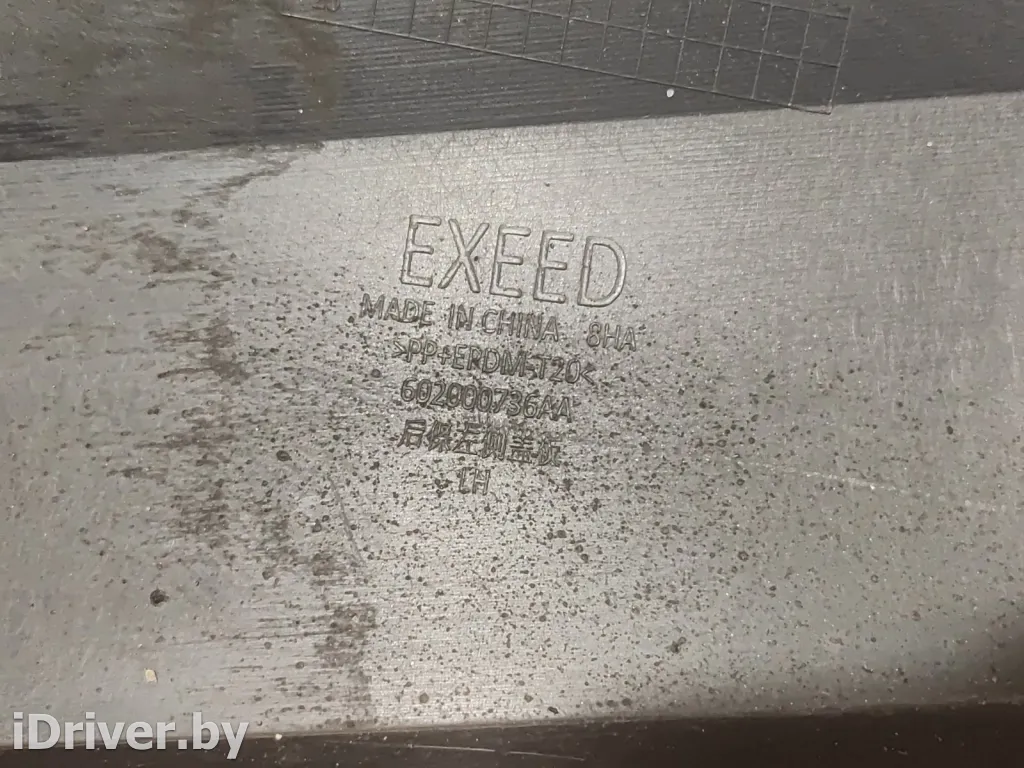 EXEED
MADE IN CHINA 8HA
>PP+EPDM-T20<
602000736AA
后保左侧盖板
LH
iDriver.by